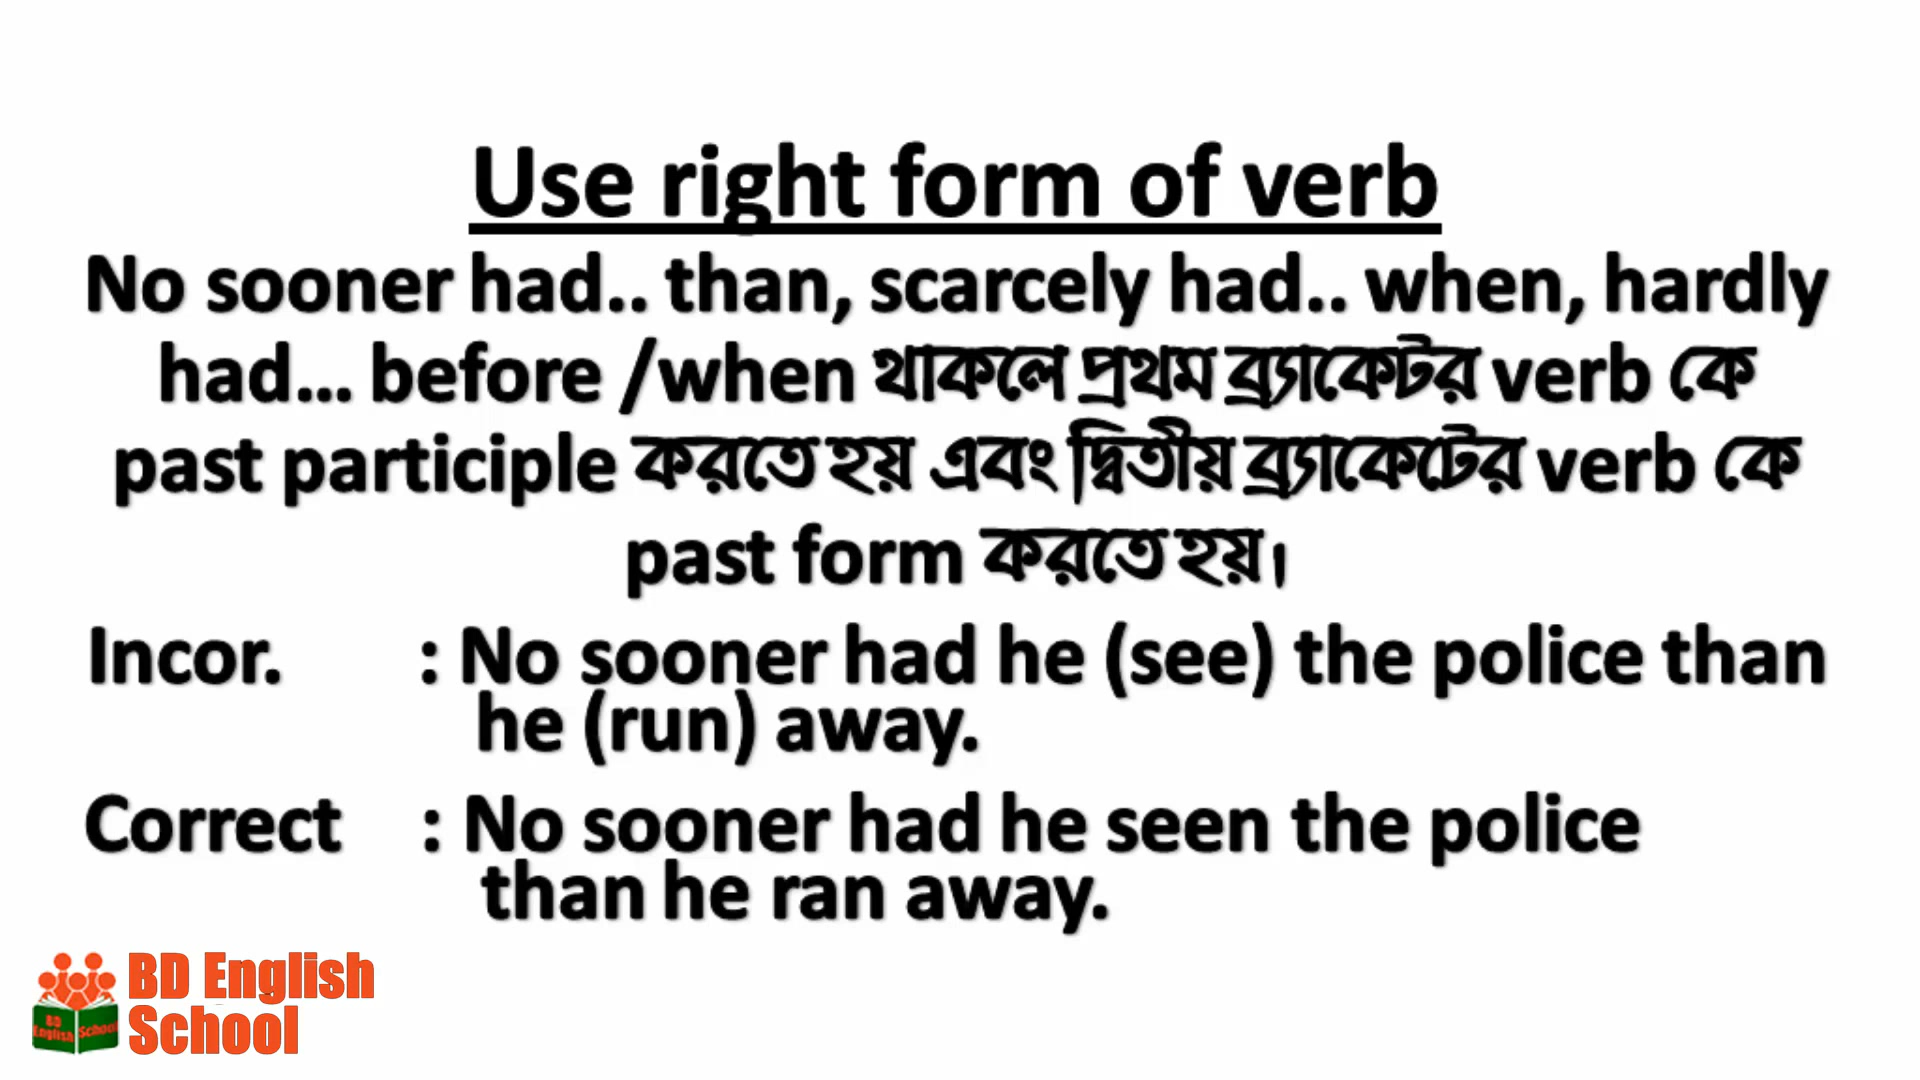 Use right form of verb
No sooner had.. than, scarcely had.. when, hardly
had... before /when থাকলে প্রথম ব্র্যাকেটর verb কে
past participle করতে হয় এবং দ্বিতীয় ব্র্যাকেটের verb কে
past form করতে হয়।
Incor. : No sooner had he (see) the police than
he (run) away.
Correct : No sooner had he seen the police
than he ran away.
BD English
School
BD
English School